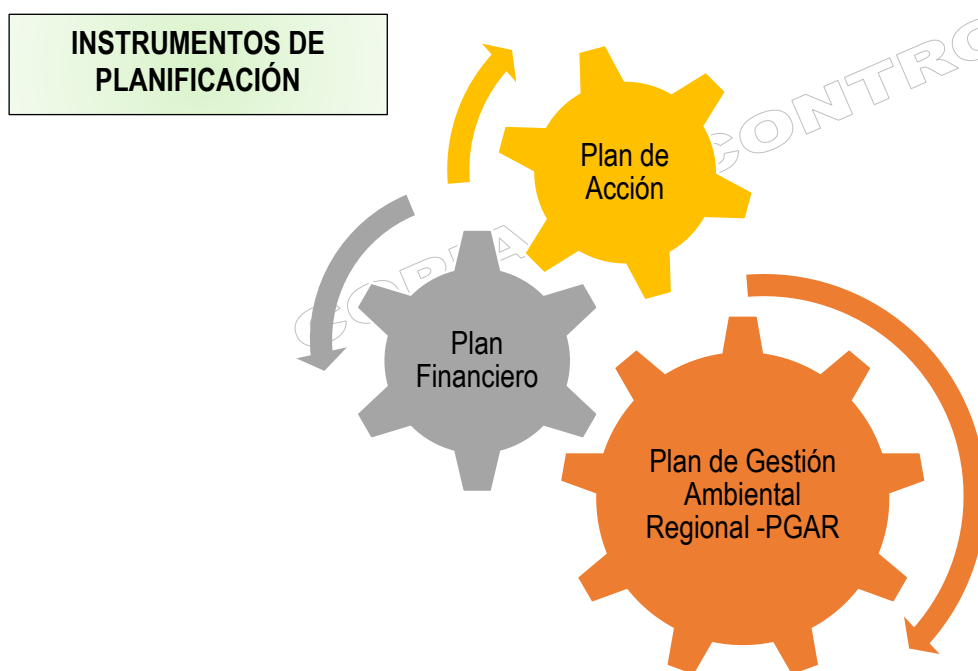 INSTRUMENTOS DE
PLANIFICACIÓN
Plan de
Acción
Plan
Financiero
Plan de Gestión
Ambiental
Regional -PGAR